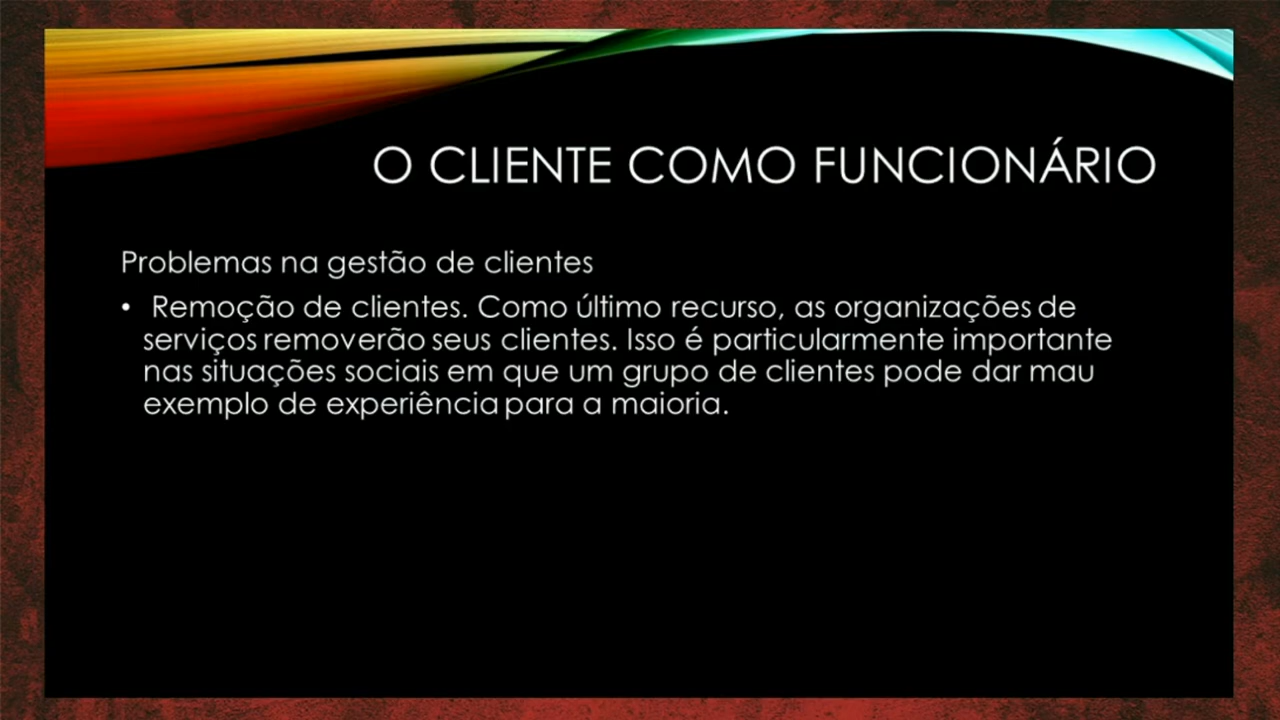 O CLIENTE COMO FUNCIONÁRIO
Problemas na gestão de clientes
• Remoção de clientes. Como último recurso, as organizações de
serviços removerão seus clientes. Isso é particularmente importante
nas situações sociais em que um grupo de clientes pode dar mau
exemplo de experiência para a maioria.